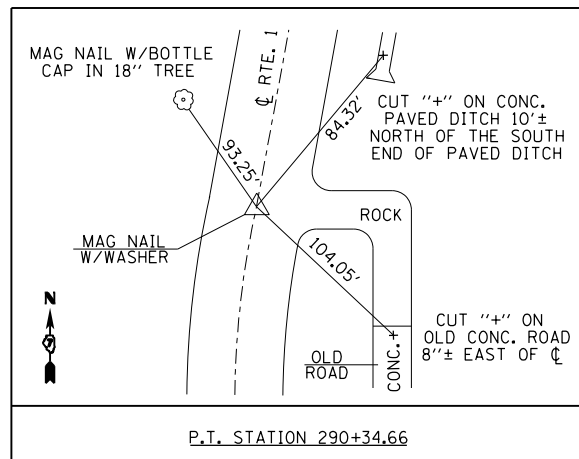 MAG NAIL W/BOTTLE
CAP IN 18" TREE
℄ RTE. 1
93.25'
84.32'
CUT "+" ON CONC.
PAVED DITCH 10'±
NORTH OF THE SOUTH
END OF PAVED DITCH
ROCK
MAG NAIL
W/WASHER
104.05'
N
CUT "+" ON
OLD CONC. ROAD
8"± EAST OF ℄
OLD
ROAD
CONC.
P.T. STATION 290+34.66